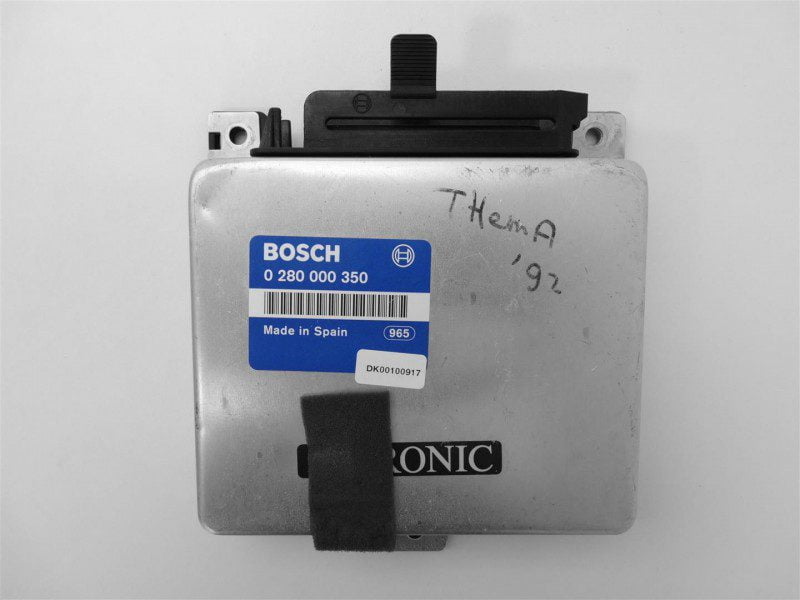 THemA
'92
BOSCH
0 280 000 350
Made in Spain 965
DK00100917
RONIC